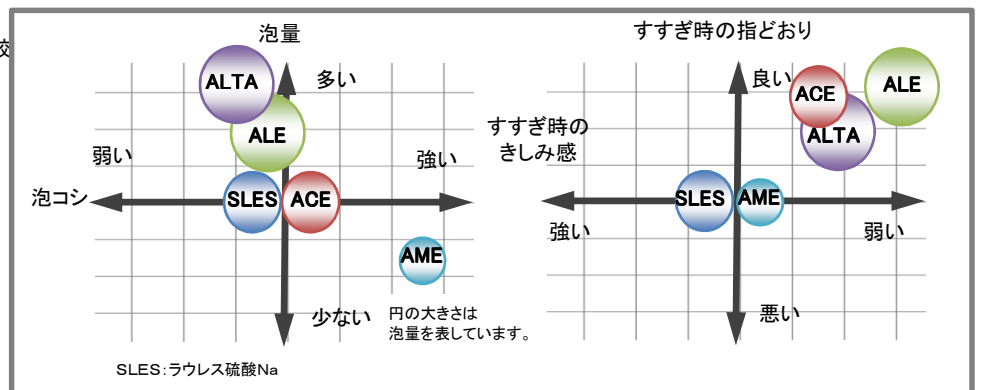 較
泡量
多い
ALTA
ALE
弱い
強い
泡コシ
SLES
ACE
AME
少ない
円の大きさは
泡量を表しています。
SLES:ラウレス硫酸Na
すすぎ時の指どおり
良い
ACE
ALE
ALTA
すすぎ時の
きしみ感
SLES
AME
強い
弱い
悪い